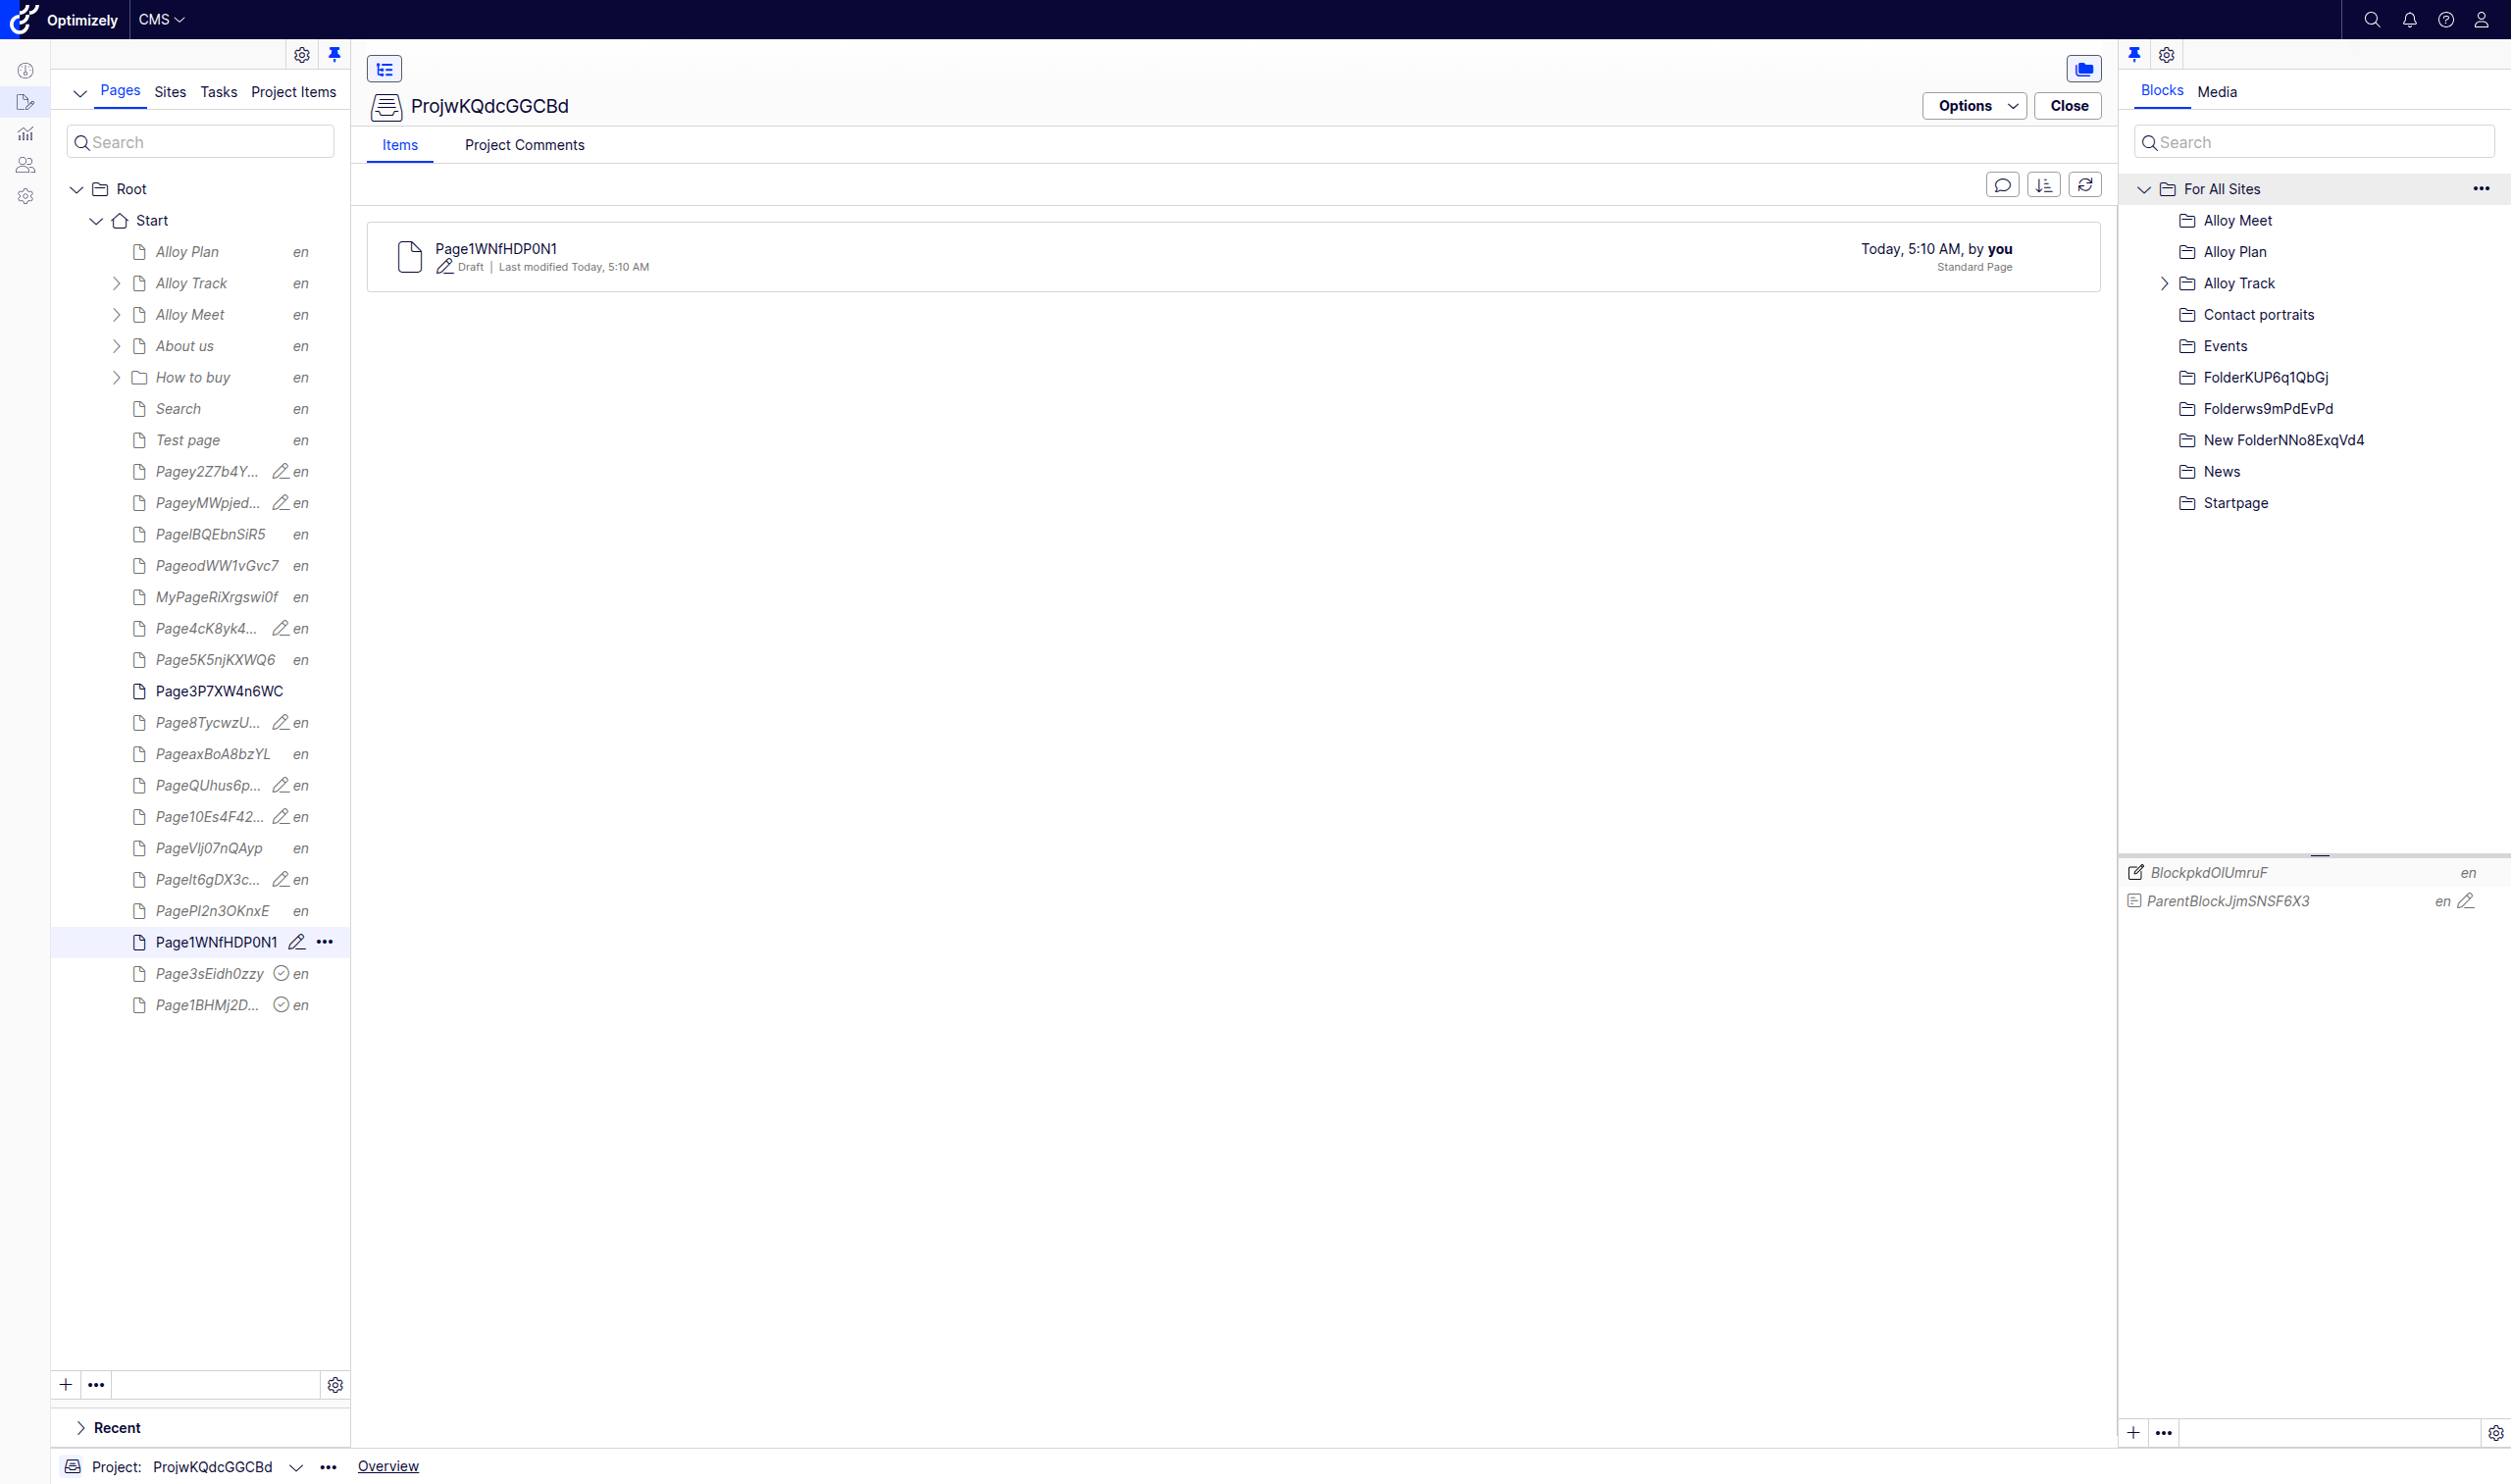 Optimizely
CMS
Pages
Sites
Tasks
Project Items
Search
Root
Start
Alloy Plan en
Alloy Track en
Alloy Meet en
About us en
How to buy en
Search en
Test page en
Pagey2Z7b4Y... en
PageyMWpjed... en
PagelBQEbnSiR5 en
PageodWW1vGvc7 en
MyPageRiXrgswi0f en
Page4cK8yk4... en
Page5K5njKXWQ6 en
Page3P7XW4n6WC
Page8TycwzU... en
PageaxBoA8bzYL en
PageQUhus6p... en
Page10Es4F42... en
PageVlj07nQAyp en
Pagelt6gDX3c... en
PagePl2n3OKnxE en
Page1WNfHDP0N1
Page3sEidh0zzy en
Page1BHMj2D... en
Recent
Project: ProjwKQdcGGCBd
Overview
ProjwKQdcGGCBd
Options
Close
Items
Project Comments
Page1WNfHDP0N1
Draft | Last modified Today, 5:10 AM
Today, 5:10 AM, by you
Standard Page
Blocks
Media
Search
For All Sites
Alloy Meet
Alloy Plan
Alloy Track
Contact portraits
Events
FolderKUP6q1QbGj
Folderws9mPdEvPd
New FolderNNo8ExqVd4
News
Startpage
BlockpkdOlUmruF en
ParentBlockJjmSNSF6X3 en